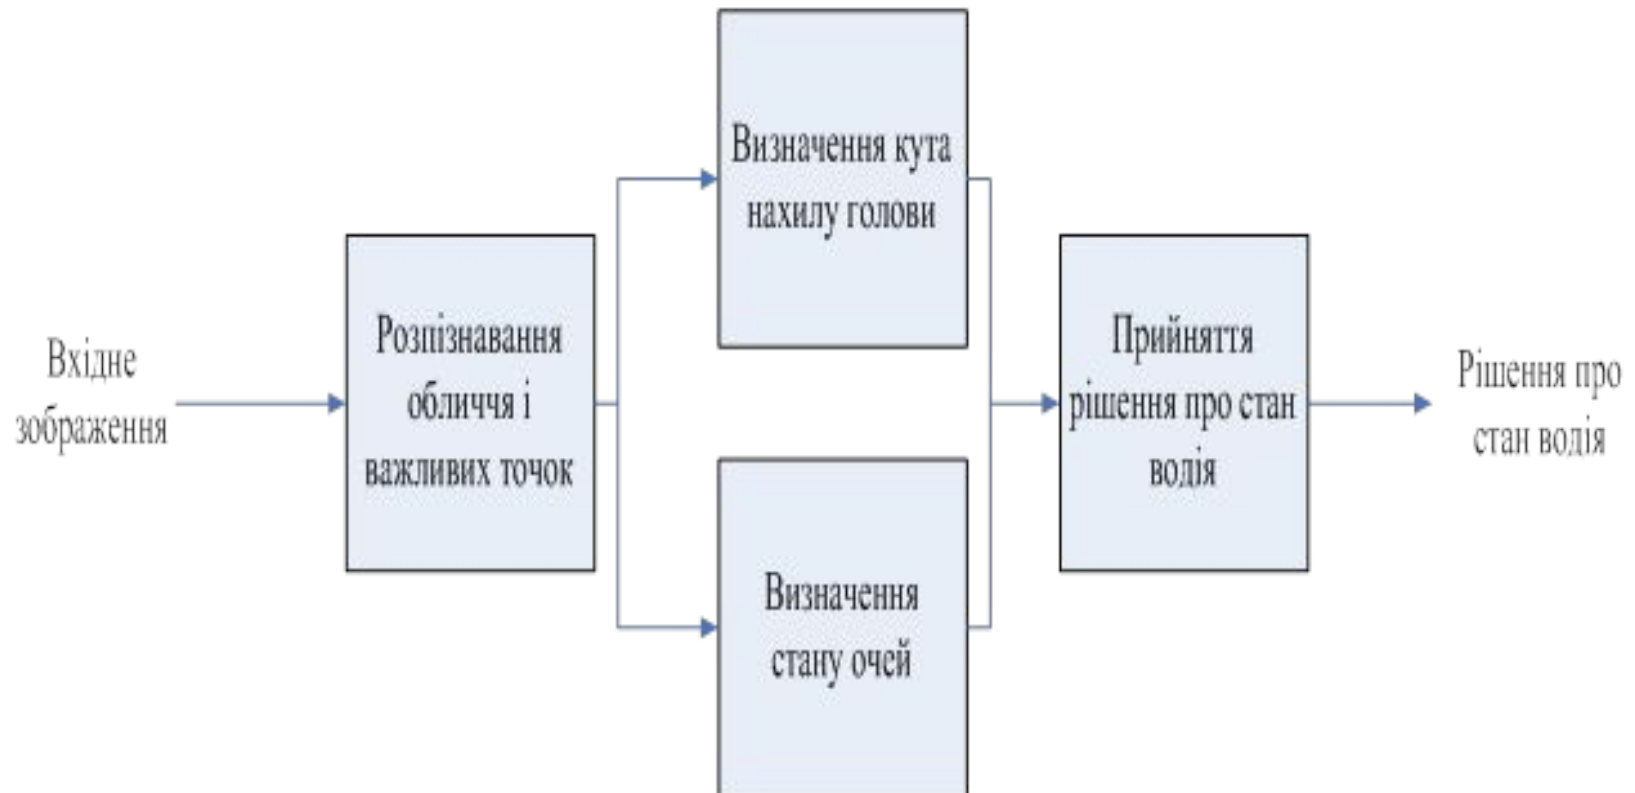 Вхідне
зображення
Розпізнавання
обличчя і
важливих точок
Визначення кута
нахилу голови
Визначення
стану очей
Прийняття
рішення про стан
водія
Рішення про
стан водія